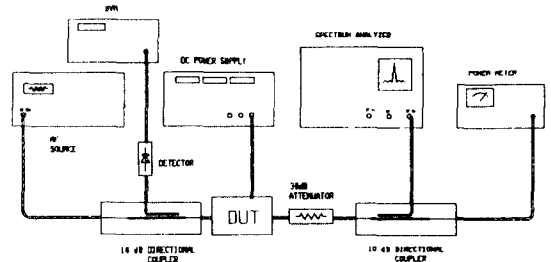 DVM
SPECTRUM ANALYZER
DC POWER SUPPLY
POWER METER
RF
SOURCE
DETECTOR
30dB
ATTENUATOR
DUT
10 dB DIRECTIONAL
COUPLER
10 dB DIRECTIONAL
COUPLER